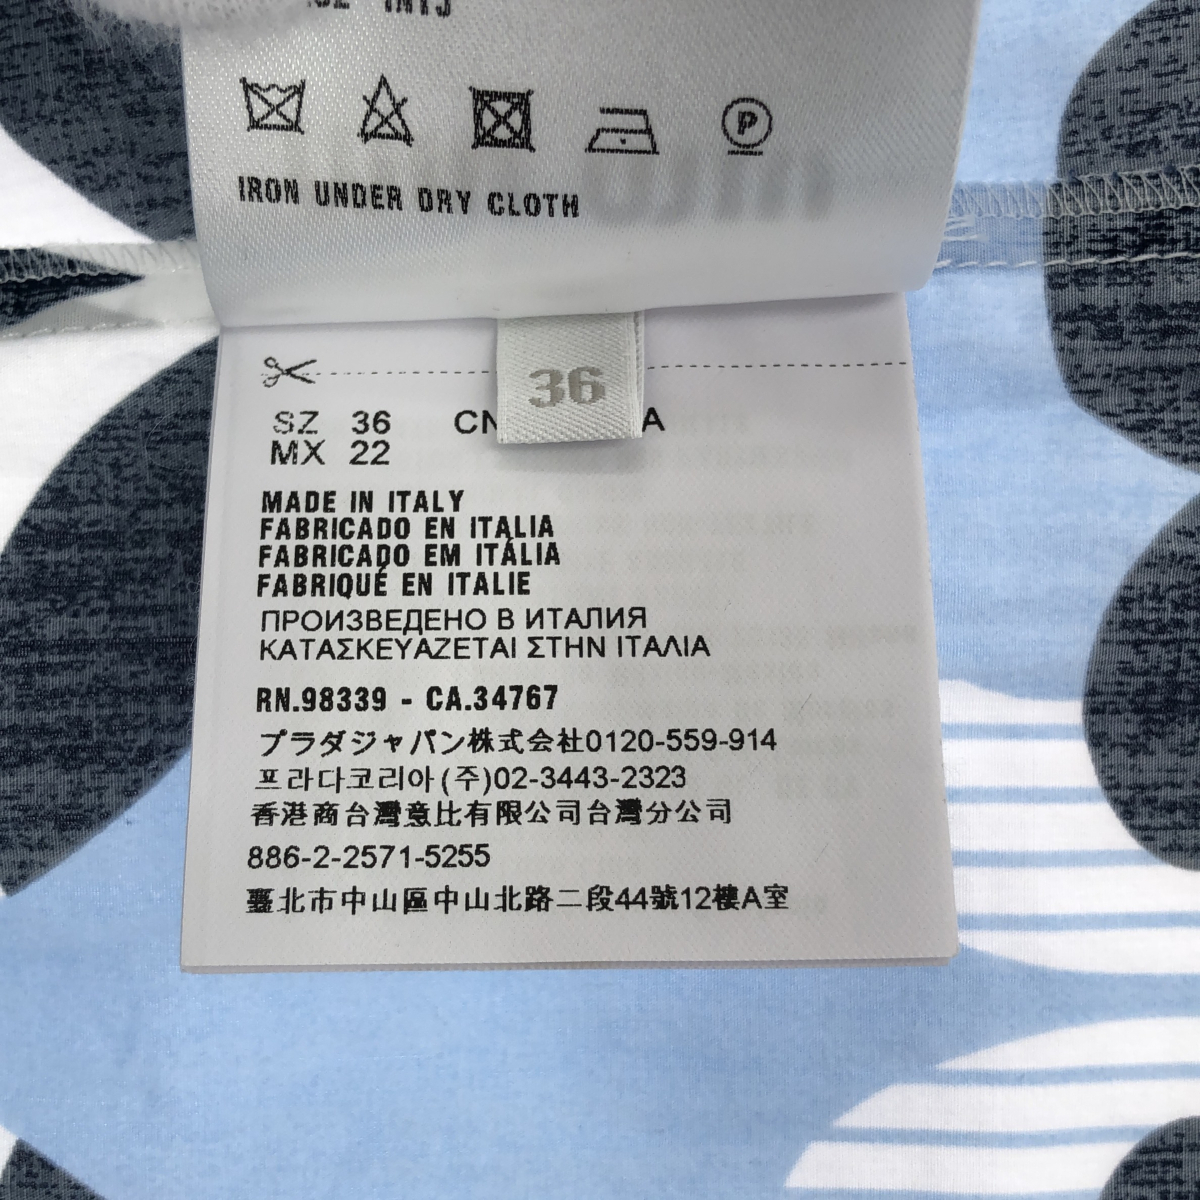 IRON UNDER DRY CLOTH
36
SZ 36 CN A
MX 22
MADE IN ITALY
FABRICADO EN ITALIA
FABRICADO EM ITÁLIA
FABRIQUÉ EN ITALIE
ПРОИЗВЕДЕНО В ИТАЛИЯ
ΚΑΤΑΣΚΕΥΑΖΕΤΑΙ ΣΤΗΝ ΙΤΑΛΙΑ
RN.98339 - CA.34767
プラダジャパン株式会社0120-559-914
프라다코리아(주)02-3443-2323
香港商台灣意比有限公司台灣分公司
886-2-2571-5255
臺北市中山區中山北路二段44號12樓A室